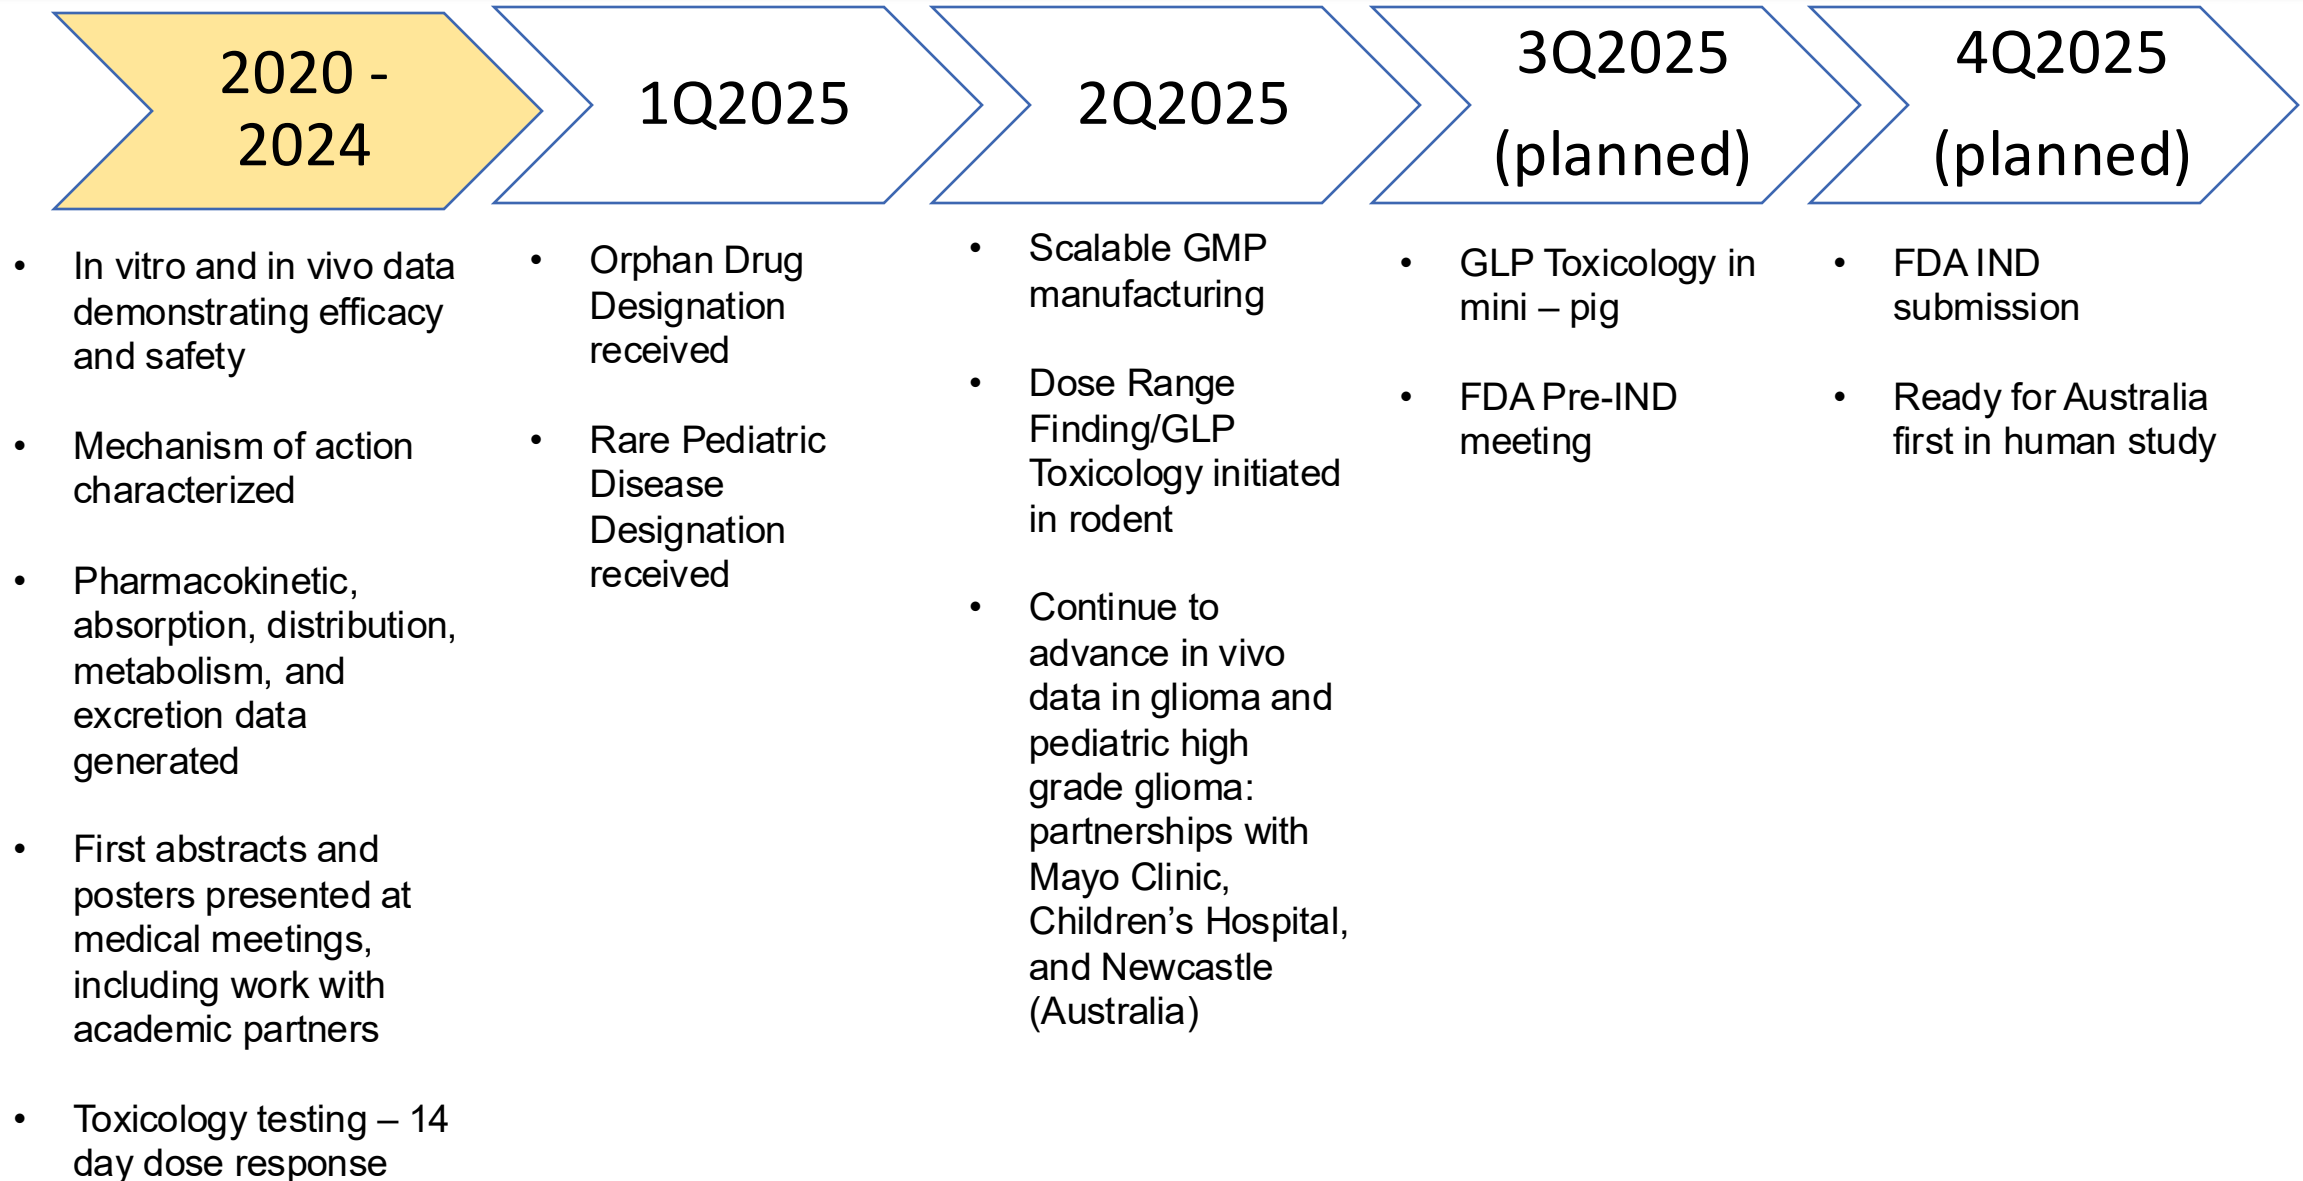 2020 -
2024
1Q2025
2Q2025
3Q2025
(planned)
4Q2025
(planned)
• In vitro and in vivo data
demonstrating efficacy
and safety
• Mechanism of action
characterized
• Pharmacokinetic,
absorption, distribution,
metabolism, and
excretion data
generated
• First abstracts and
posters presented at
medical meetings,
including work with
academic partners
• Toxicology testing – 14
day dose response
• Orphan Drug
Designation
received
• Rare Pediatric
Disease
Designation
received
• Scalable GMP
manufacturing
• Dose Range
Finding/GLP
Toxicology initiated
in rodent
• Continue to
advance in vivo
data in glioma and
pediatric high
grade glioma:
partnerships with
Mayo Clinic,
Children’s Hospital,
and Newcastle
(Australia)
• GLP Toxicology in
mini – pig
• FDA Pre-IND
meeting
• FDA IND
submission
• Ready for Australia
first in human study